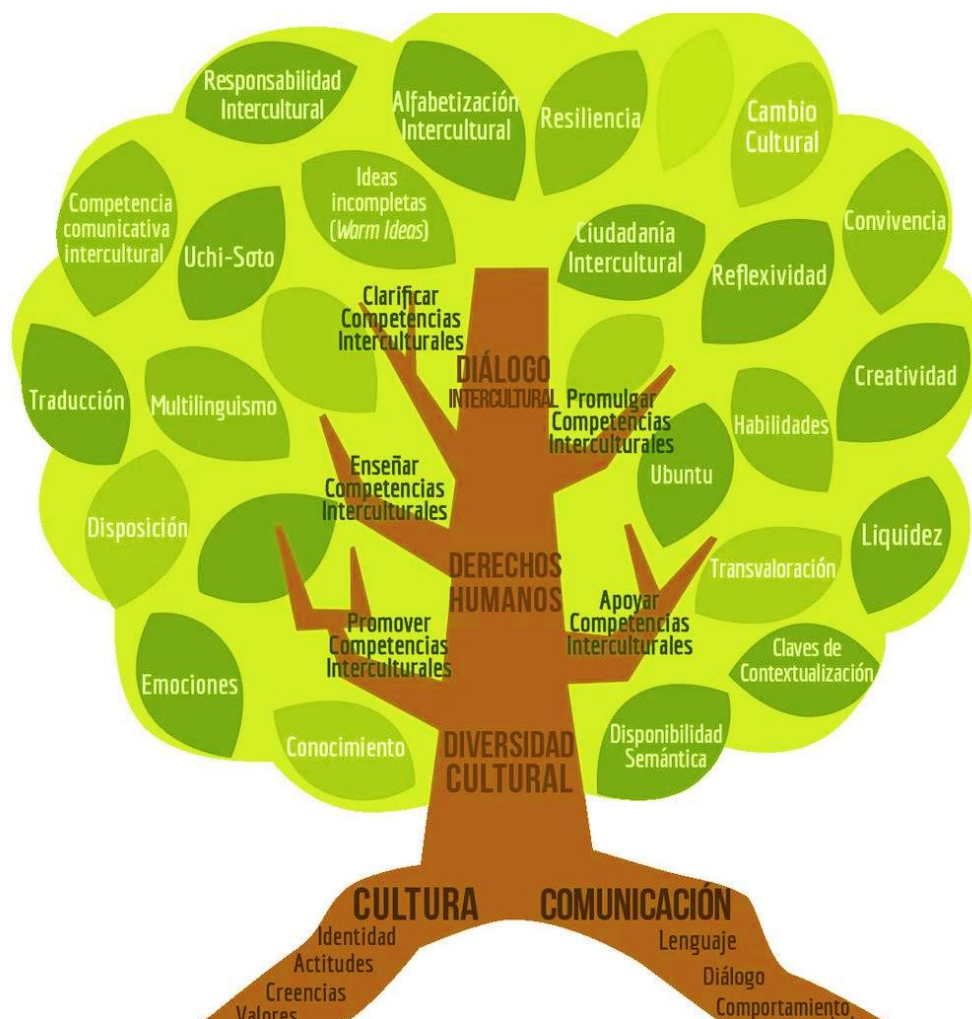 Responsabilidad
Intercultural
Alfabetización
Intercultural
Resiliencia
Cambio
Cultural
Competencia
comunicativa
intercultural
Uchi-Soto
Ideas
incompletas
(Warm Ideas)
Ciudadanía
Intercultural
Reflexividad
Convivencia
Clarificar
Competencias
Interculturales
DIÁLOGO
INTERCULTURAL
Promulgar
Competencias
Interculturales
Traducción
Multilinguismo
Habilidades
Creatividad
Enseñar
Competencias
Interculturales
Ubuntu
Disposición
Liquidez
DERECHOS
HUMANOS
Transvaloración
Promover
Competencias
Interculturales
Apoyar
Competencias
Interculturales
Emociones
Claves de
Contextualización
Conocimiento
DIVERSIDAD
CULTURAL
Disponibilidad
Semántica
CULTURA
Identidad
Actitudes
Creencias
Valores
COMUNICACIÓN
Lenguaje
Diálogo
Comportamiento